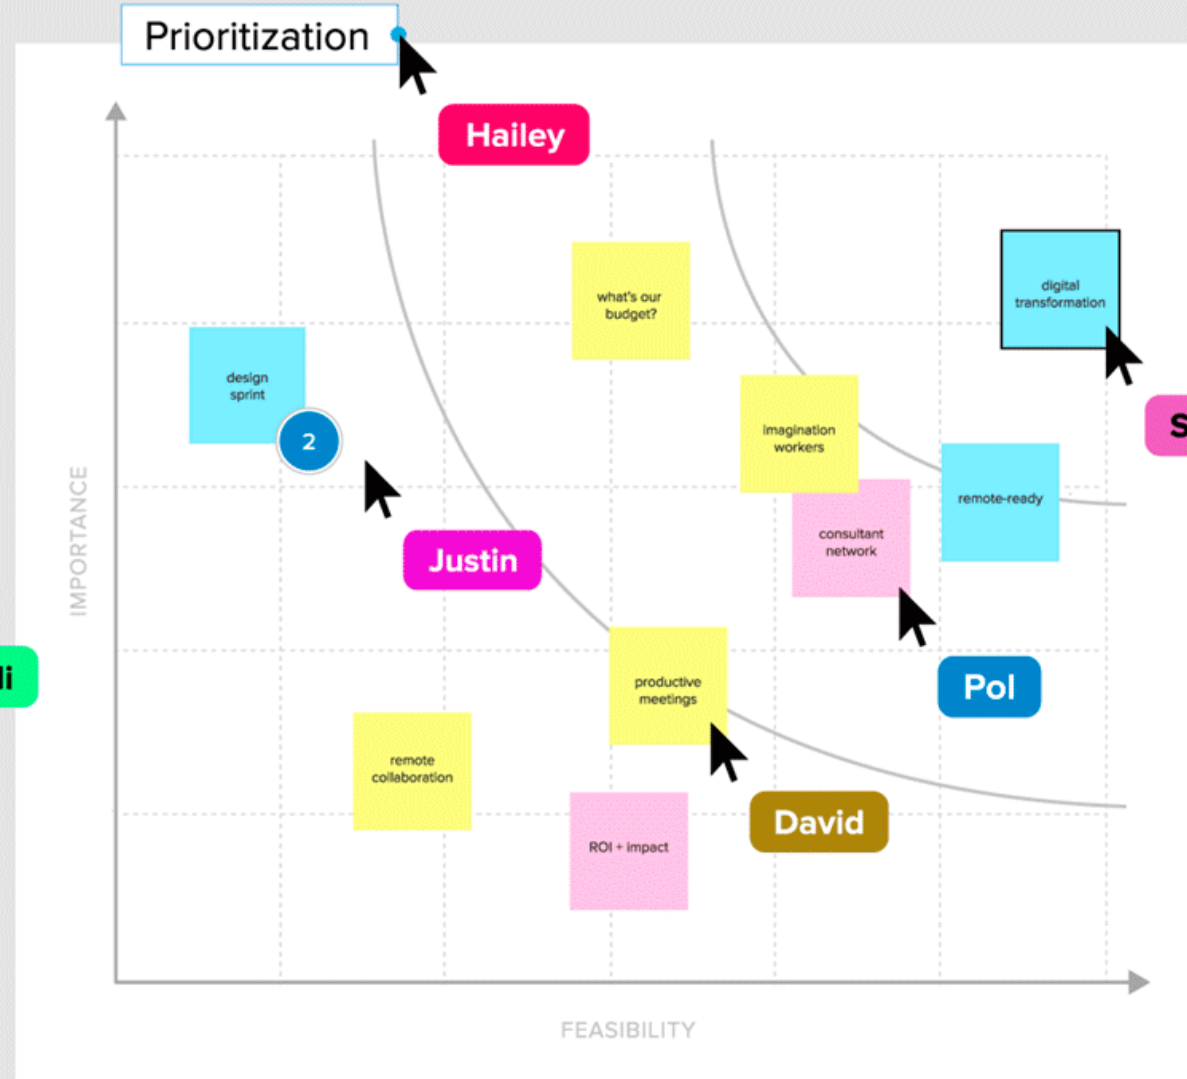 Prioritization
Hailey
what's our
budget?
digital
transformation
design
sprint
2
Imagination
workers
S
remote-ready
consultant
network
Justin
IMPORTANCE
li
productive
meetings
Pol
remote
collaboration
David
ROI + impact
FEASIBILITY